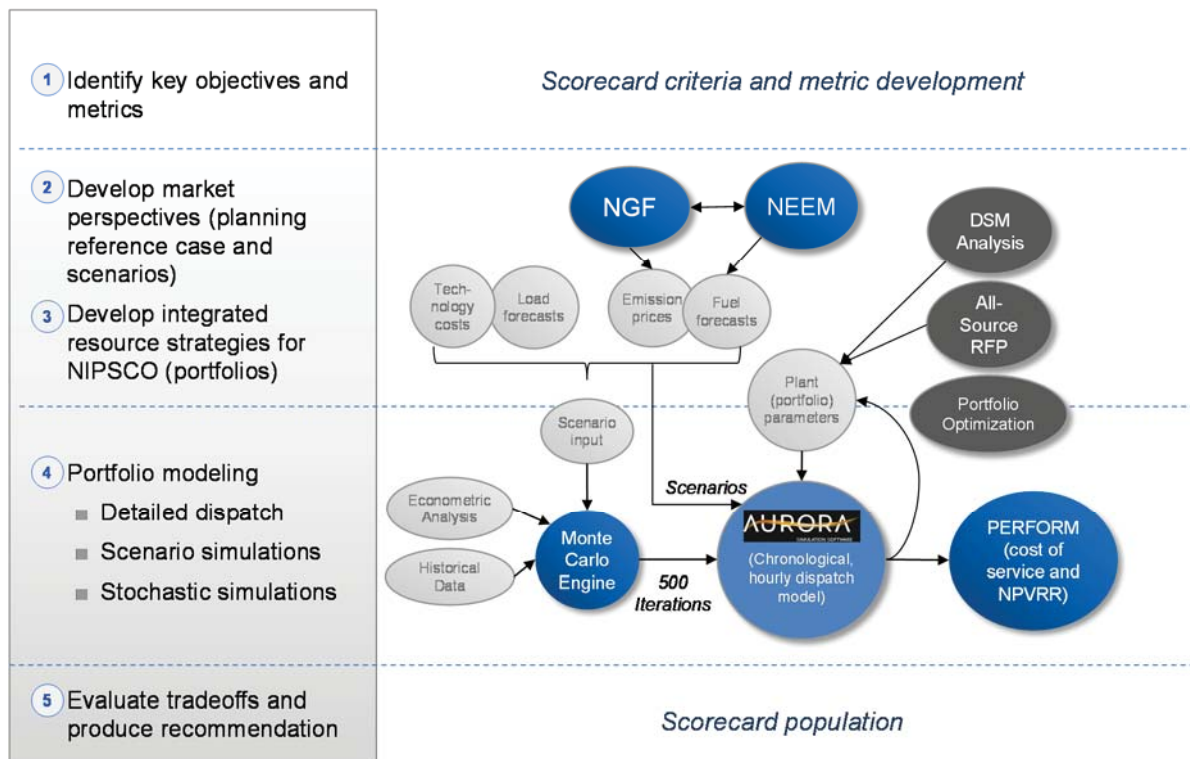 1
Identify key objectives and
metrics
Scorecard criteria and metric development
2
Develop market
perspectives (planning
reference case and
scenarios)
3
Develop integrated
resource strategies for
NIPSCO (portfolios)
NGF
NEEM
DSM
Analysis
Tech-
nology
costs
Load
forecasts
Emission
prices
Fuel
forecasts
All-
Source
RFP
Plant
(portfolio)
parameters
Portfolio
Optimization
4
Portfolio modeling
Detailed dispatch
Scenario simulations
Stochastic simulations
Scenario
input
Econometric
Analysis
Historical
Data
Monte
Carlo
Engine
Scenarios
500
Iterations
AURORA
SIMULATION SOFTWARE
(Chronological,
hourly dispatch
model)
PERFORM
(cost of
service and
NPVRR)
5
Evaluate tradeoffs and
produce recommendation
Scorecard population